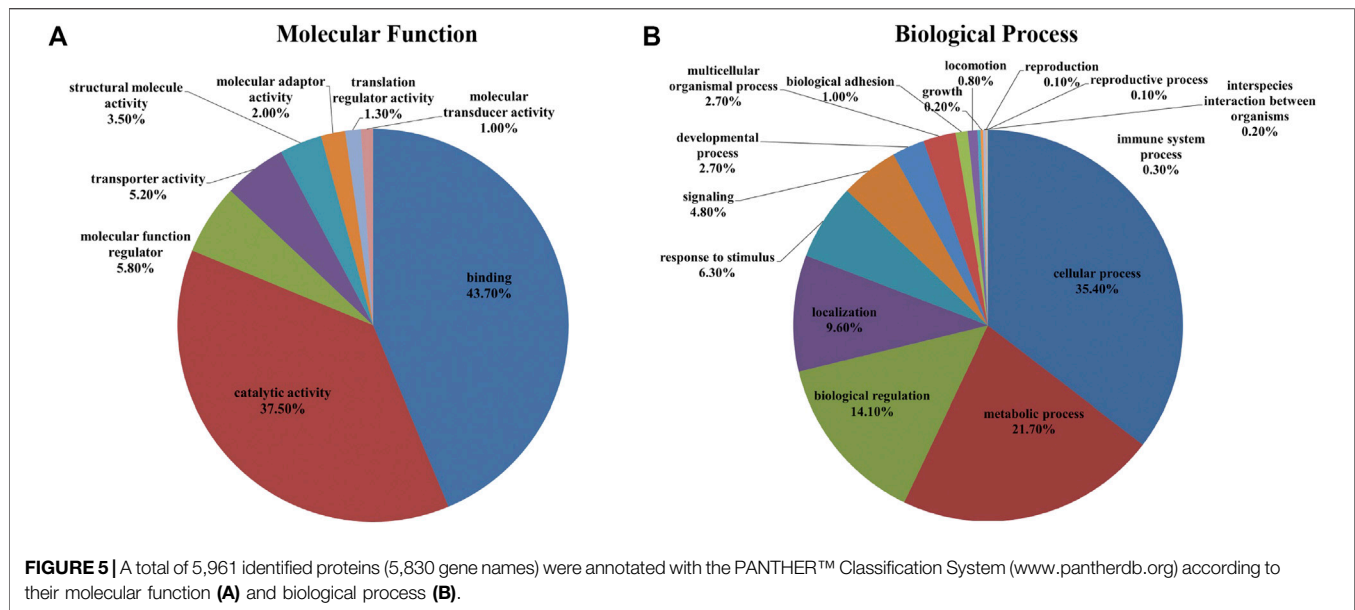 A
Molecular Function
structural molecule
activity
3.50%
molecular adaptor
activity
2.00%
translation
regulator activity
1.30%
molecular
transducer activity
1.00%
transporter activity
5.20%
molecular function
regulator
5.80%
binding
43.70%
catalytic activity
37.50%
B
Biological Process
multicellular
organismal process
2.70%
biological adhesion
1.00%
locomotion
0.80%
growth
0.20%
reproduction
0.10%
reproductive process
0.10%
interspecies
interaction between
organisms
0.20%
immune system
process
0.30%
developmental
process
2.70%
signaling
4.80%
response to stimulus
6.30%
localization
9.60%
biological regulation
14.10%
metabolic process
21.70%
cellular process
35.40%
FIGURE 5 | A total of 5,961 identified proteins (5,830 gene names) were annotated with the PANTHER™ Classification System (www.pantherdb.org) according to
their molecular function (A) and biological process (B).